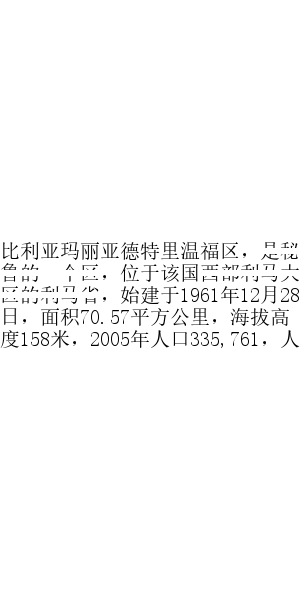 比利亚玛丽亚德特里温福区，是秘
鲁的一个区，位于该国西部利马大
区的利马省，始建于1961年12月28
日，面积70.57平方公里，海拔高
度158米，2005年人口335,761，人